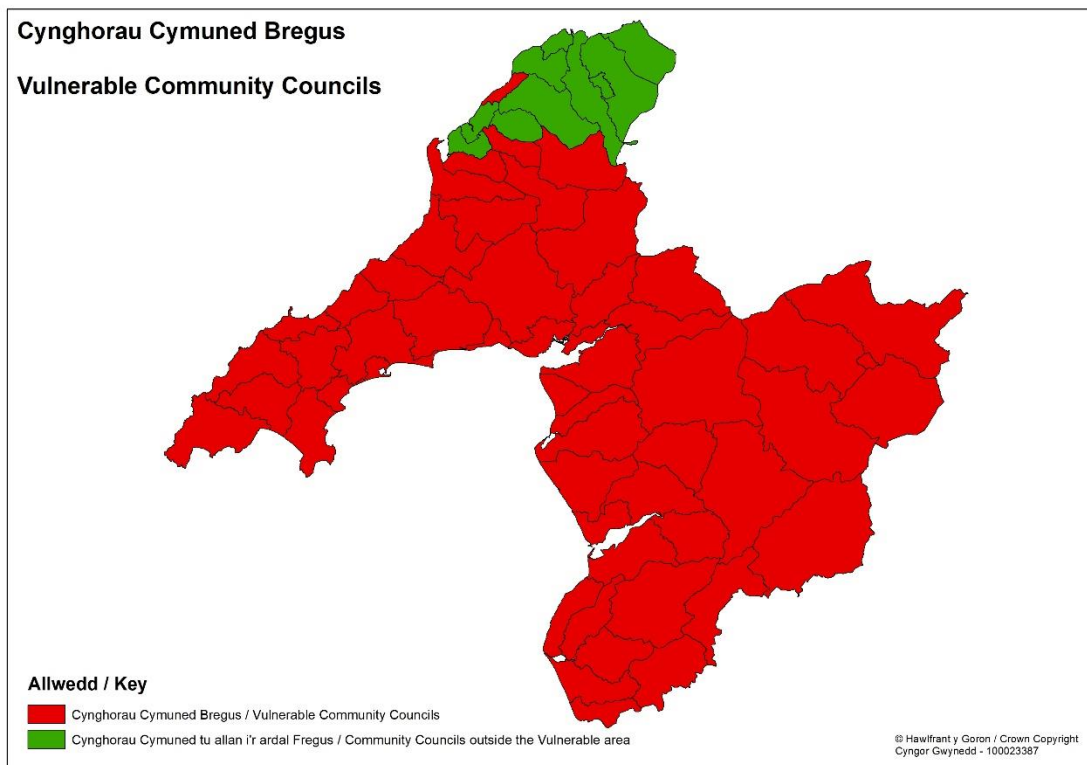 Cynghorau Cymuned Bregus
Vulnerable Community Councils
Allwedd / Key
Cynghorau Cymuned Bregus / Vulnerable Community Councils
Cynghorau Cymuned tu allan i'r ardal Fregus / Community Councils outside the Vulnerable area
© Hawlfrant y Goron / Crown Copyright
Cyngor Gwynedd - 100023387